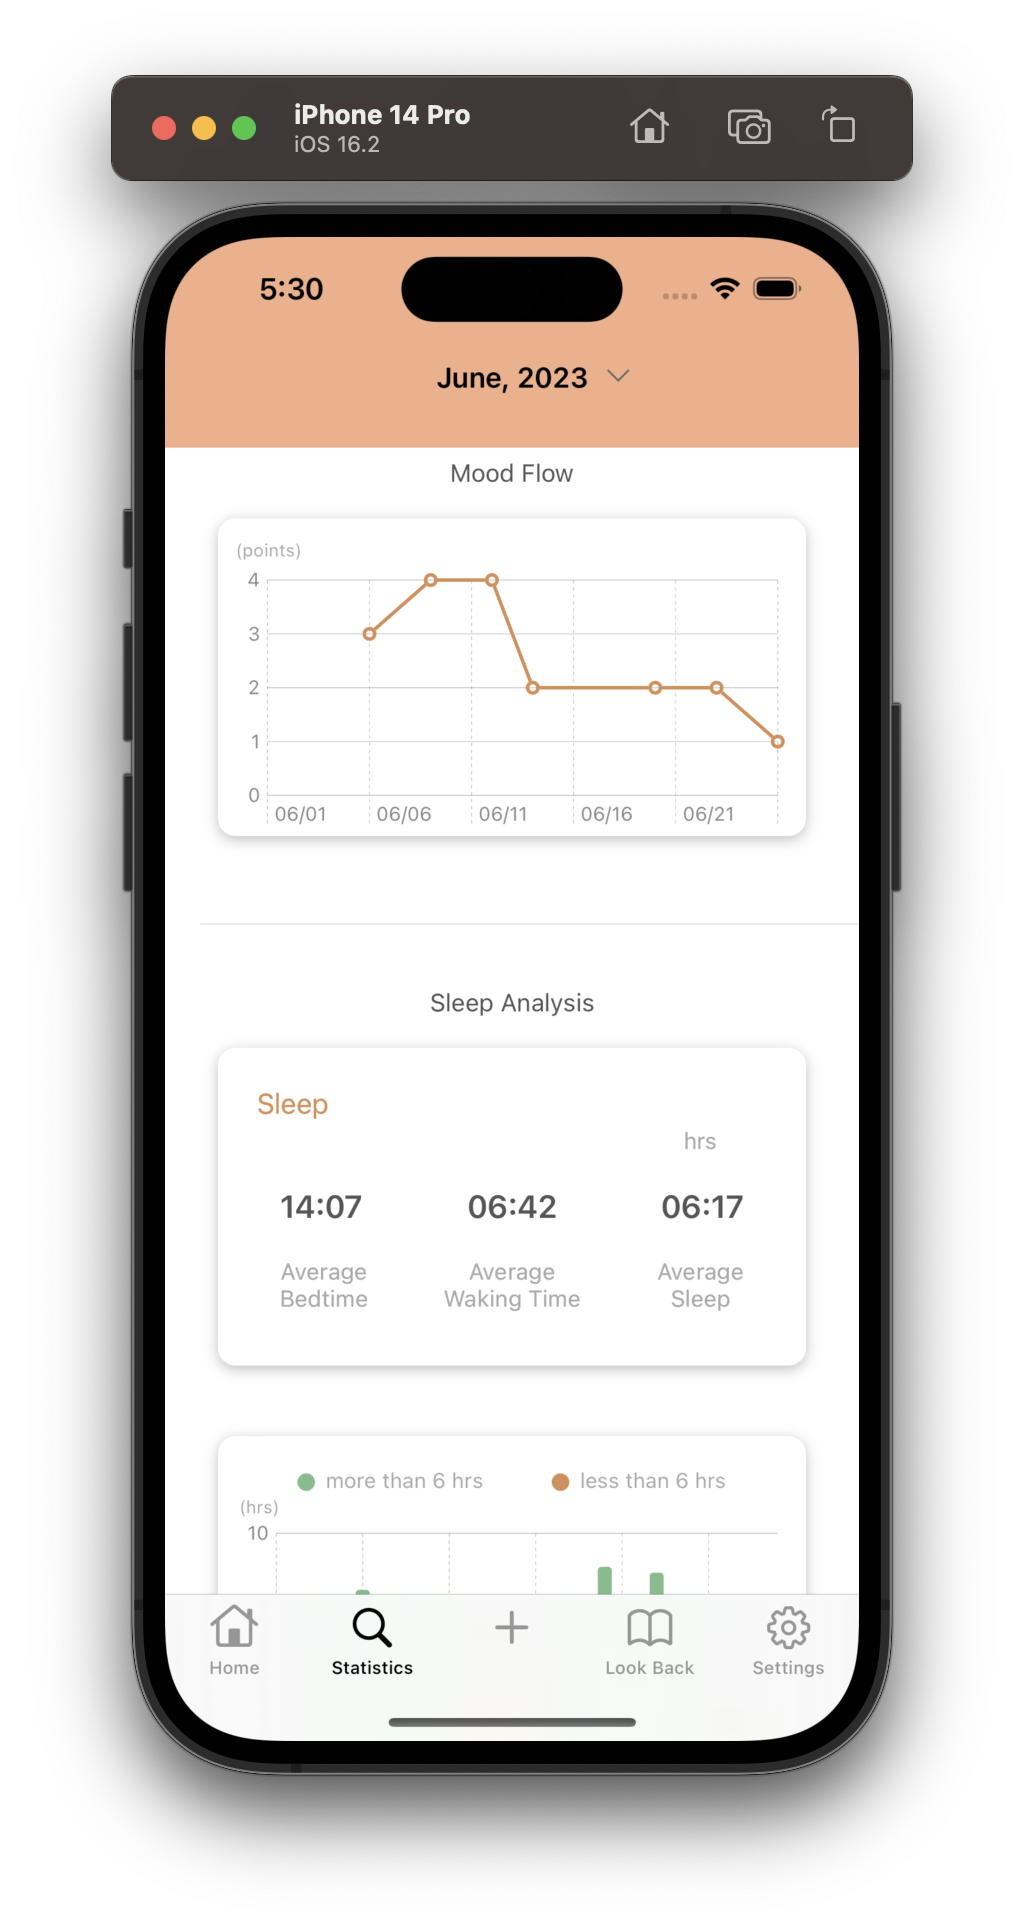 iPhone 14 Pro
iOS 16.2
5:30
June, 2023
Mood Flow
(points)
4
3
2
1
0
06/01 06/06 06/11 06/16 06/21
Sleep Analysis
Sleep
hrs
14:07 06:42 06:17
Average Average Average
Bedtime Waking Time Sleep
more than 6 hrs less than 6 hrs
(hrs)
10
Home Statistics Look Back Settings